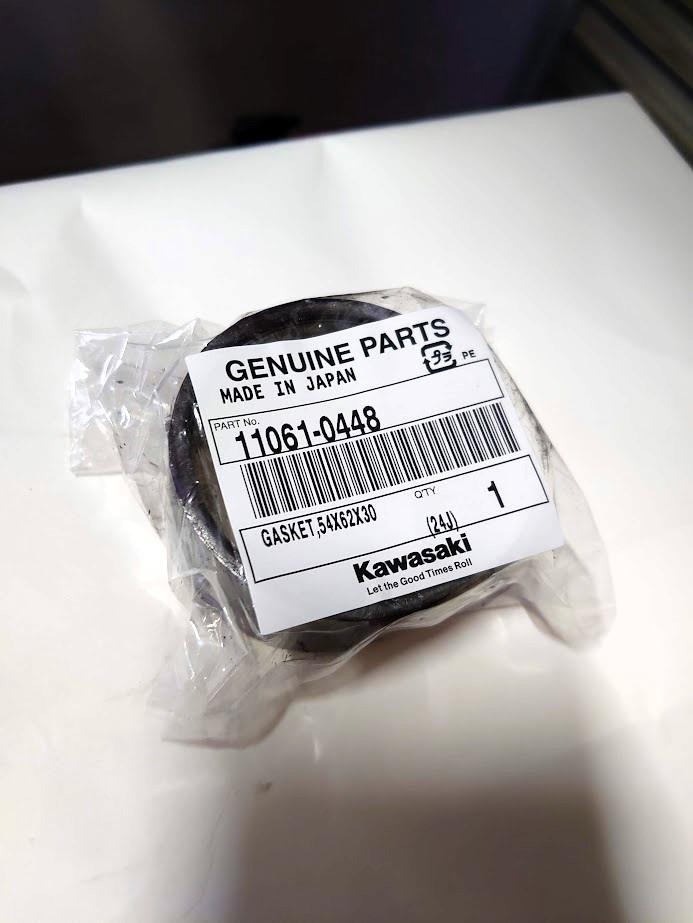 GENUINE PARTS
MADE IN JAPAN
プラ PE
PART No.
11061-0448
QTY 1
GASKET,54X62X30 (24J)
Kawasaki
Let the Good Times Roll